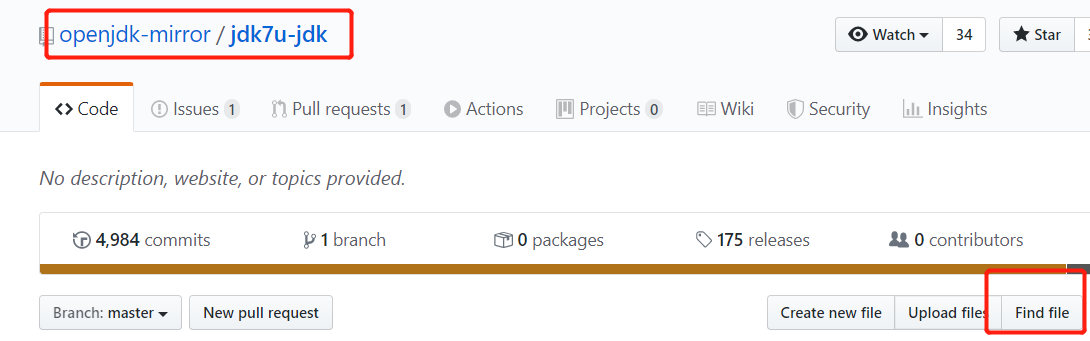 openjdk-mirror / jdk7u-jdk Watch 34 Star
Code Issues 1 Pull requests 1 Actions Projects 0 Wiki Security Insights
No description, website, or topics provided.
4,984 commits 1 branch 0 packages 175 releases 0 contributors
Branch: master New pull request Create new file Upload files Find file